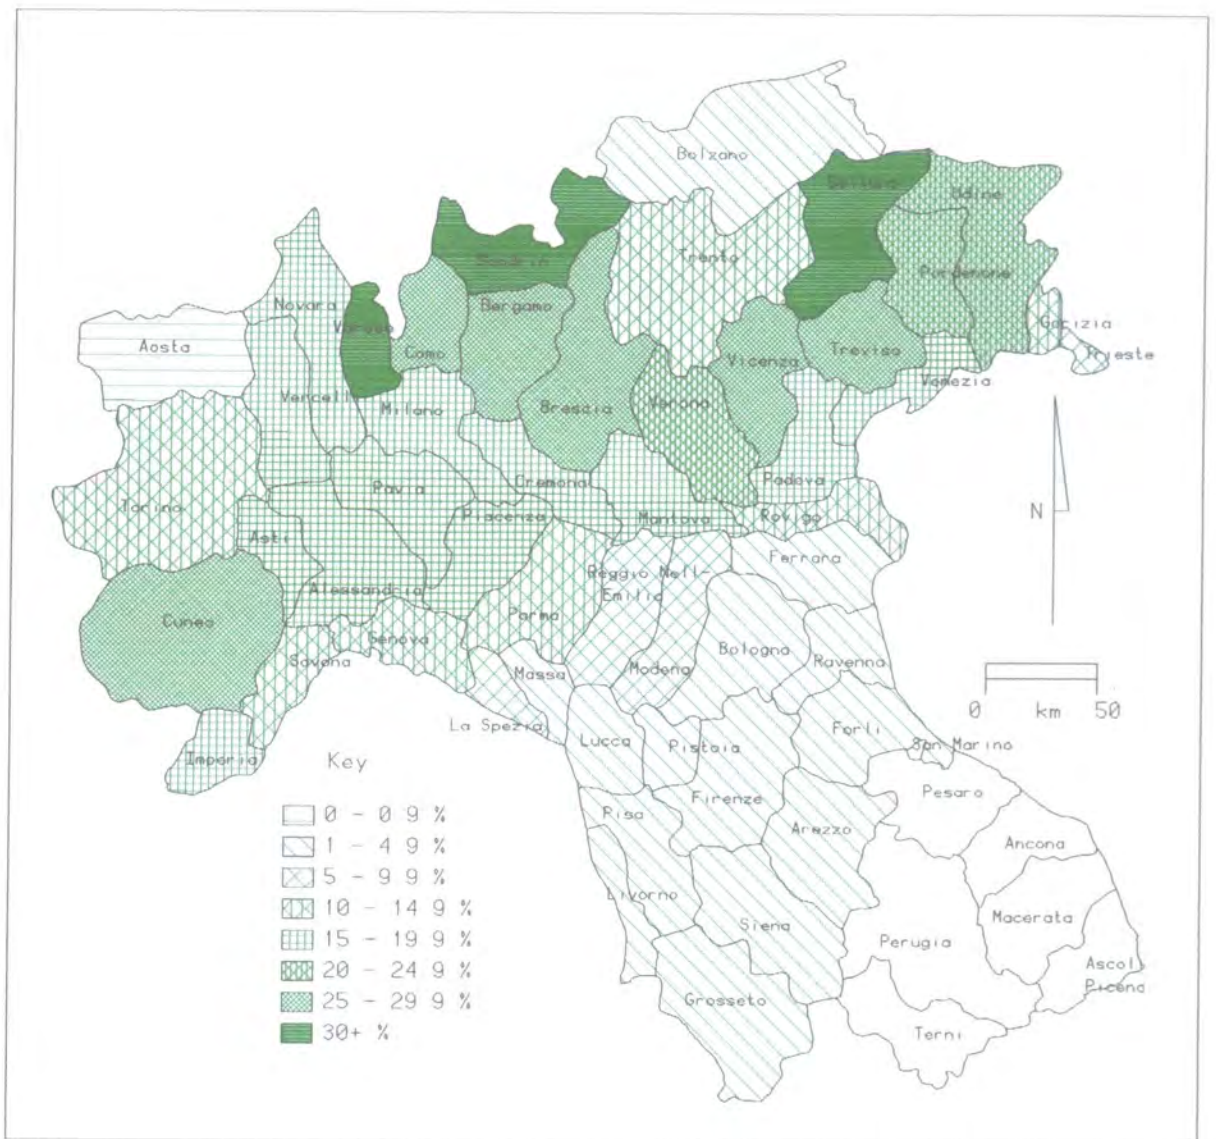 Bolzano
Belluno
Udine
Sondrio
Trento
Pordenone
Novara
Bergamo
Varese
Gorizia
Aosta
Como
Vicenza
Treviso
Trieste
Venezia
Vercelli
Milano
Brescia
Verona
Cremona
Padova
Pavia
Torino
Piacenza
Mantova
Rovigo
N
Asti
Ferrara
Reggio Nell-
Emilia
Alessandria
Parma
Cuneo
Genova
Savona
Massa
Modena
Bologna
Ravenna
La Spezia
Lucca
Pistoia
Forli
San Marino
0 km 50
Imperia
Key
Pisa
Firenze
Pesaro
Arezzo
Ancona
Livorno
Siena
Macerata
Perugia
Ascoli
Picena
Grosseto
Terni
0 - 0 9 %
1 - 4 9 %
5 - 9 9 %
10 - 14 9 %
15 - 19 9 %
20 - 24 9 %
25 - 29 9 %
30+ %